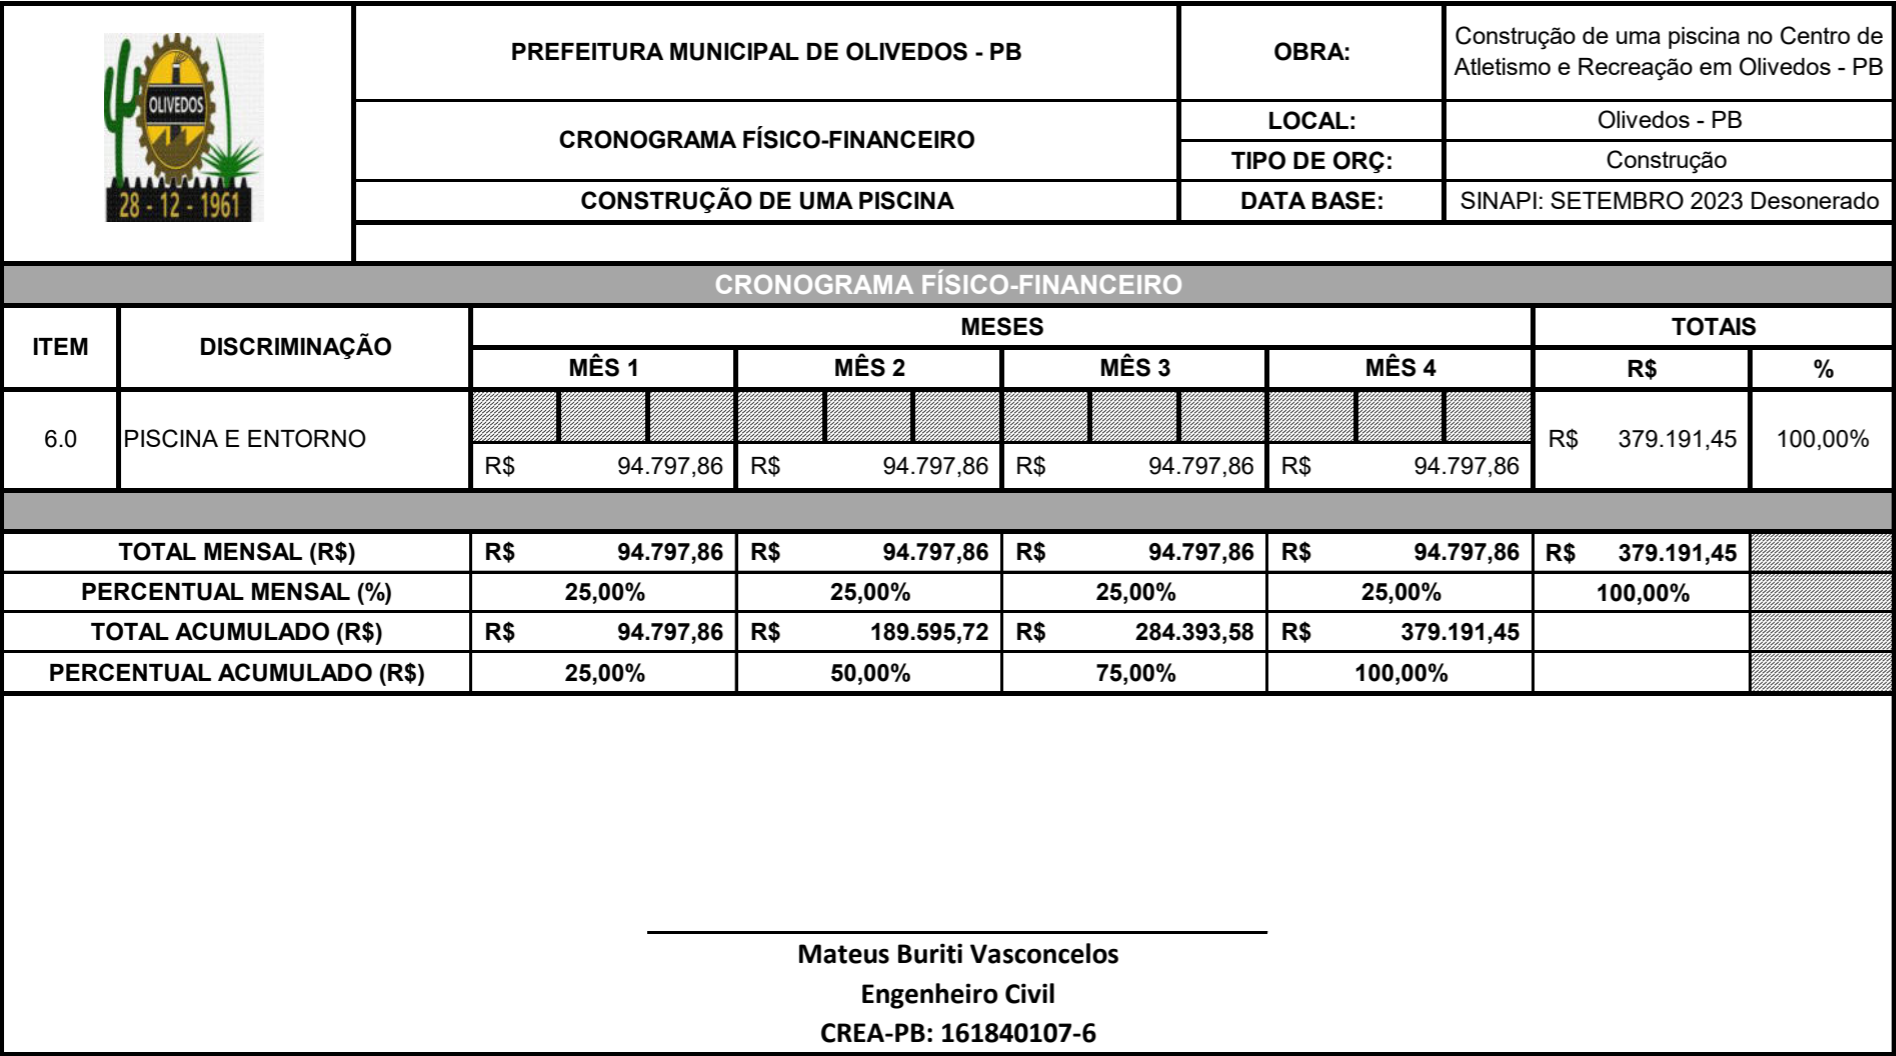 OLIVEDOS
28 - 12 - 1961
PREFEITURA MUNICIPAL DE OLIVEDOS - PB
OBRA:
Construção de uma piscina no Centro de
Atletismo e Recreação em Olivedos - PB
CRONOGRAMA FÍSICO-FINANCEIRO
LOCAL:
Olivedos - PB
TIPO DE ORÇ:
Construção
CONSTRUÇÃO DE UMA PISCINA
DATA BASE:
SINAPI: SETEMBRO 2023 Desonerado
CRONOGRAMA FÍSICO-FINANCEIRO
ITEM DISCRIMINAÇÃO MESES TOTAIS
MÊS 1 MÊS 2 MÊS 3 MÊS 4 R$ %
6.0 PISCINA E ENTORNO R$ 94.797,86 R$ 94.797,86 R$ 94.797,86 R$ 94.797,86 R$ 379.191,45 100,00%
TOTAL MENSAL (R$) R$ 94.797,86 R$ 94.797,86 R$ 94.797,86 R$ 94.797,86 R$ 379.191,45
PERCENTUAL MENSAL (%) 25,00% 25,00% 25,00% 25,00% 100,00%
TOTAL ACUMULADO (R$) R$ 94.797,86 R$ 189.595,72 R$ 284.393,58 R$ 379.191,45
PERCENTUAL ACUMULADO (R$) 25,00% 50,00% 75,00% 100,00%
Mateus Buriti Vasconcelos
Engenheiro Civil
CREA-PB: 161840107-6